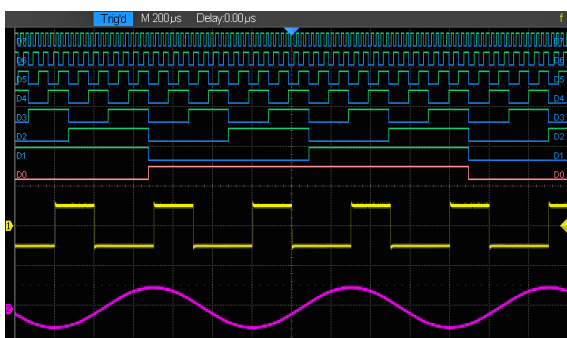 Trig'd M 200µs Delay:0.00µs f
D7 D7
D6 D6
D5 D5
D4 D4
D3 D3
D2 D2
D1 D1
D0 D0
1
2